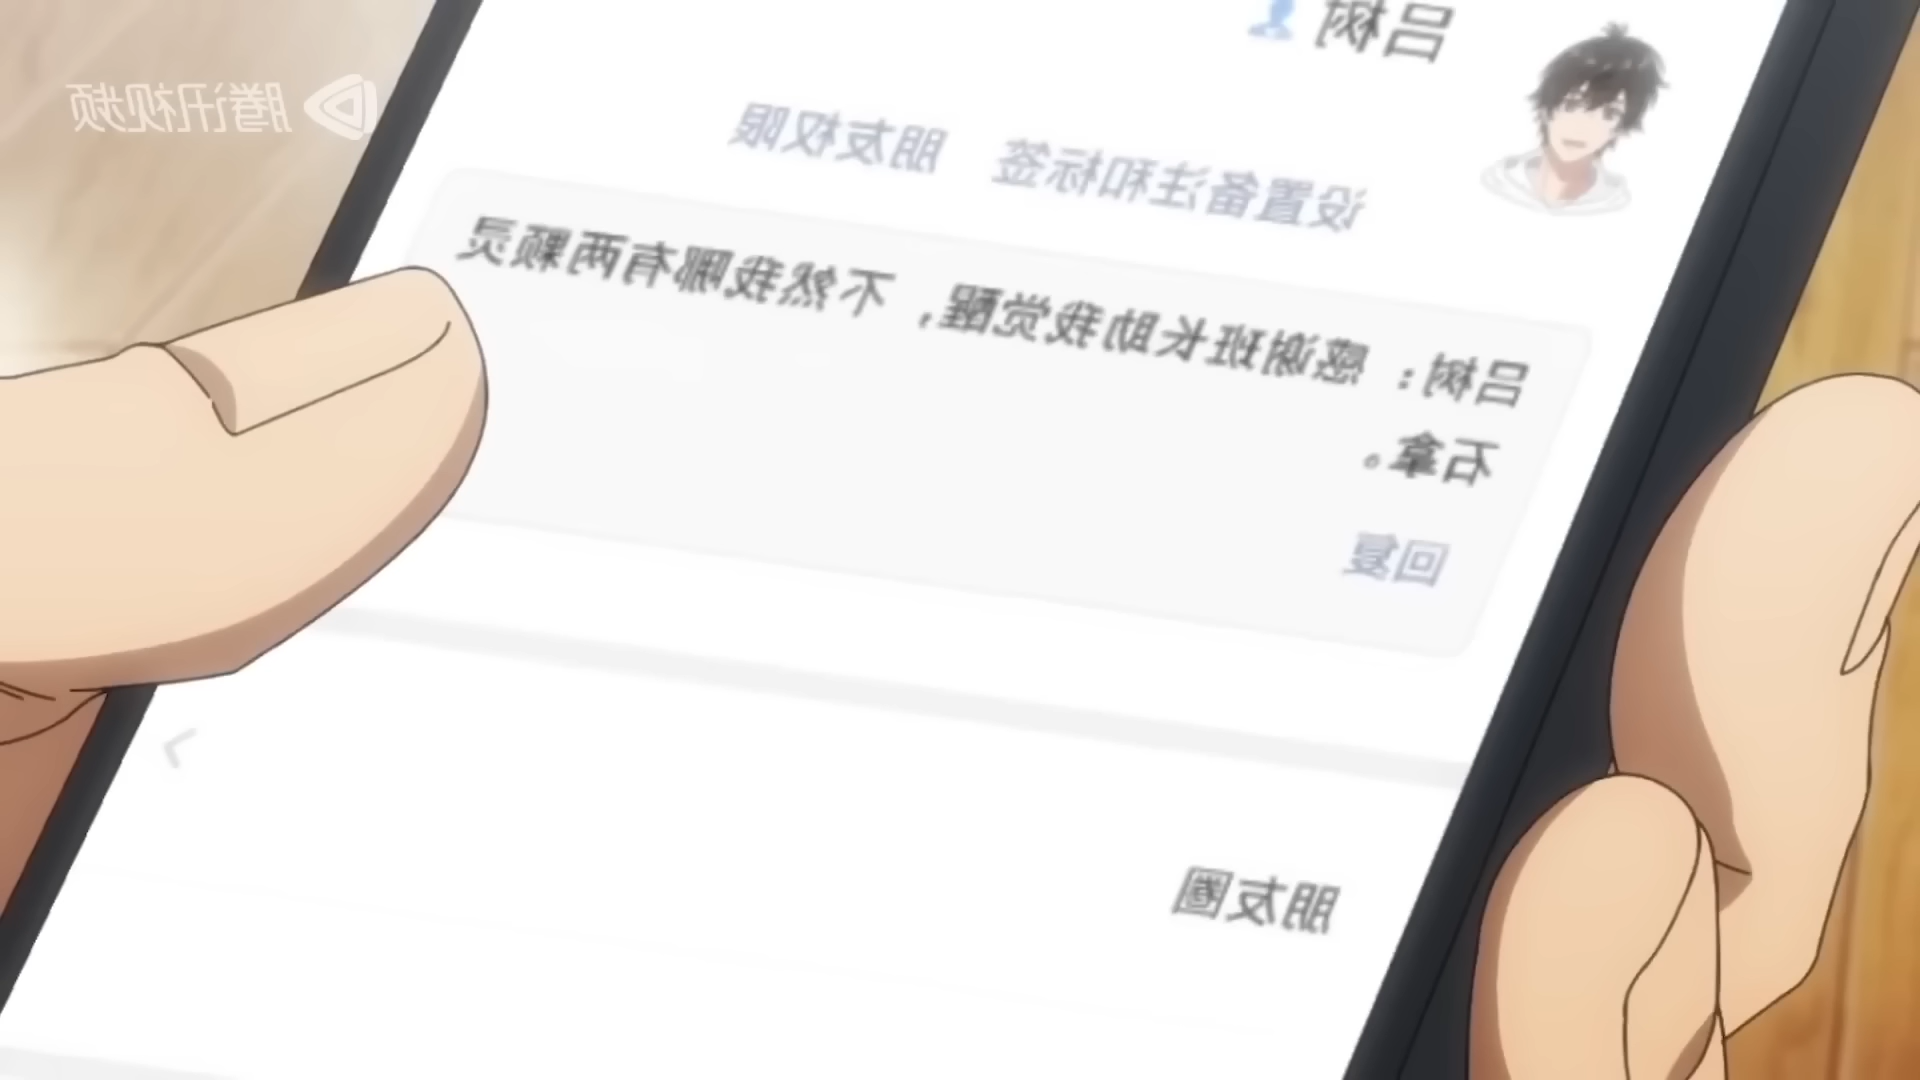 腾讯视频
吕树
设置备注和标签 朋友权限
吕树：感谢班长助我觉醒，不然我哪有两颗灵
石拿。
回复
朋友圈